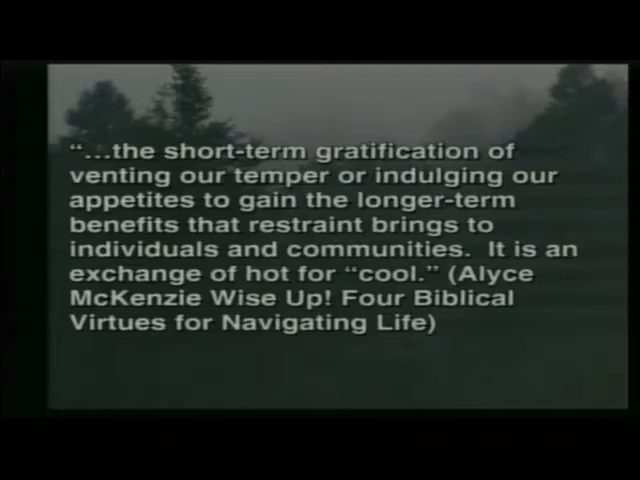 “...the short-term gratification of
venting our temper or indulging our
appetites to gain the longer-term
benefits that restraint brings to
individuals and communities.  It is an
exchange of hot for “cool.” (Alyce
McKenzie Wise Up! Four Biblical
Virtues for Navigating Life)